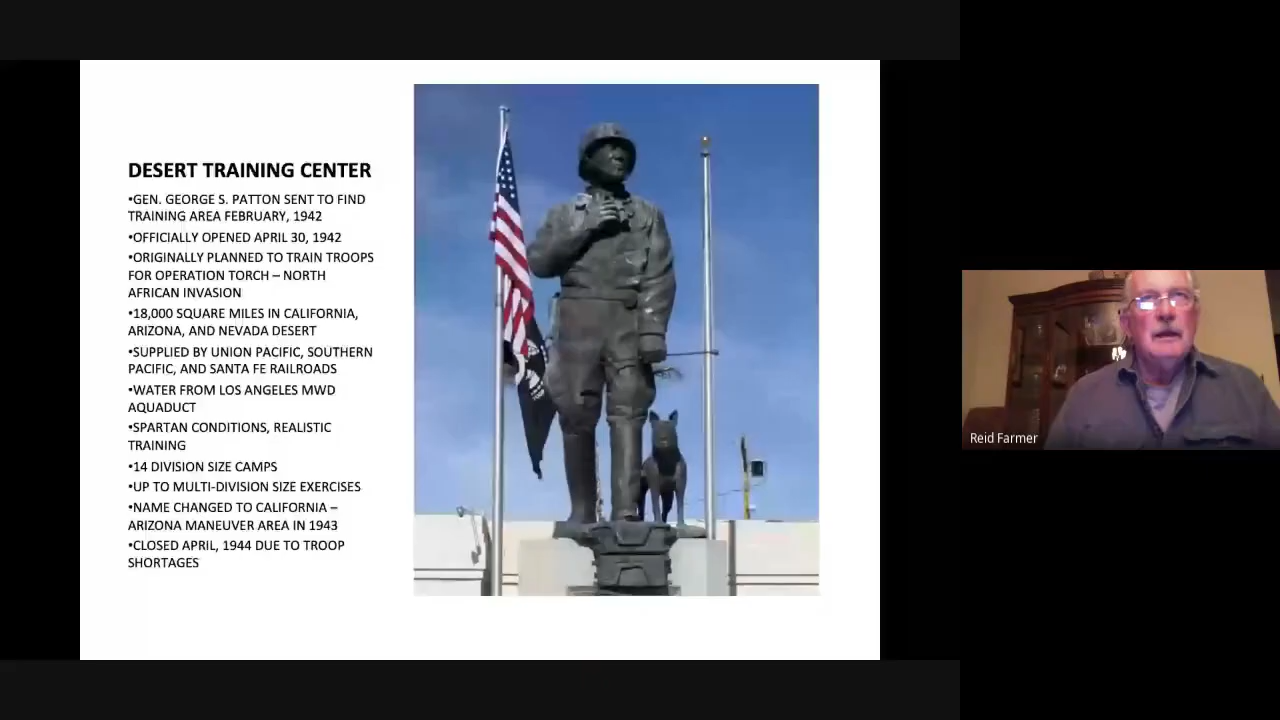 DESERT TRAINING CENTER
•GEN. GEORGE S. PATTON SENT TO FIND
TRAINING AREA FEBRUARY, 1942
•OFFICIALLY OPENED APRIL 30, 1942
•ORIGINALLY PLANNED TO TRAIN TROOPS
FOR OPERATION TORCH – NORTH
AFRICAN INVASION
•18,000 SQUARE MILES IN CALIFORNIA,
ARIZONA, AND NEVADA DESERT
•SUPPLIED BY UNION PACIFIC, SOUTHERN
PACIFIC, AND SANTA FE RAILROADS
•WATER FROM LOS ANGELES MWD
AQUADUCT
•SPARTAN CONDITIONS, REALISTIC
TRAINING
•14 DIVISION SIZE CAMPS
•UP TO MULTI-DIVISION SIZE EXERCISES
•NAME CHANGED TO CALIFORNIA –
ARIZONA MANEUVER AREA IN 1943
•CLOSED APRIL, 1944 DUE TO TROOP
SHORTAGES
Reid Farmer